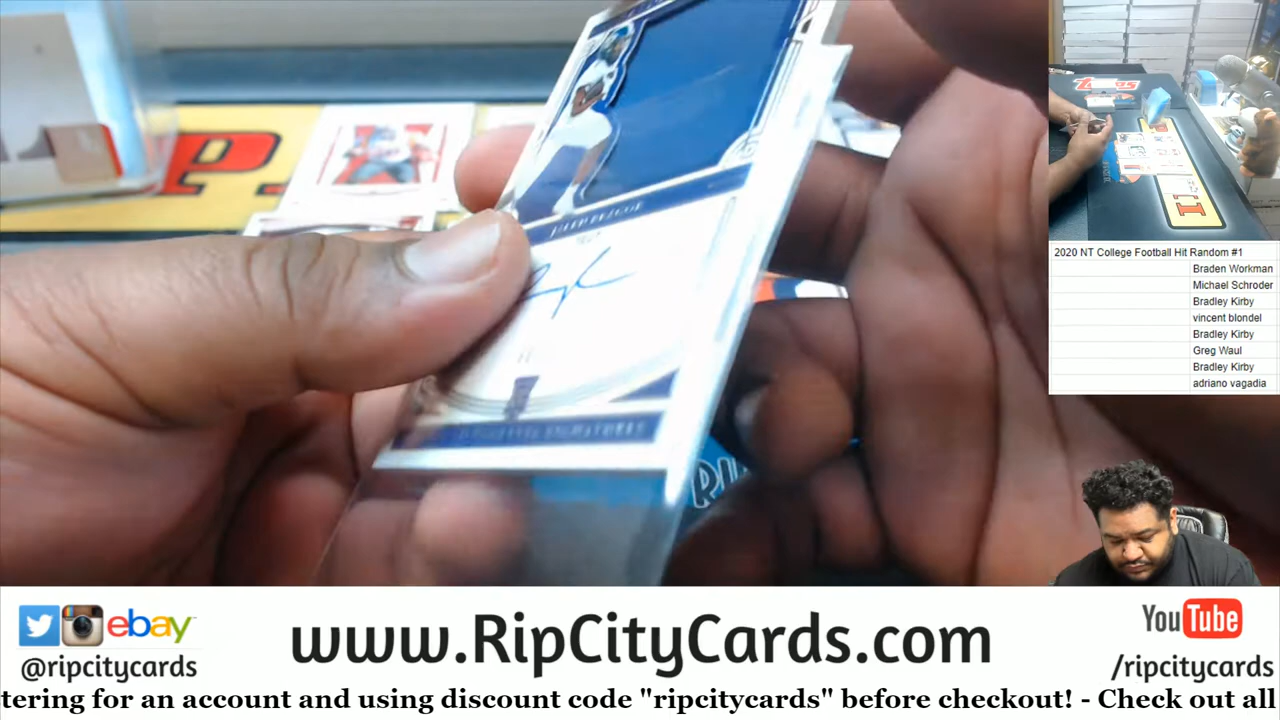 P.
RI
2020 NT College Football Hit Random #1
Braden Workman
Michael Schroder
Bradley Kirby
vincent blondel
Bradley Kirby
Greg Waul
Bradley Kirby
adriano vagadia
ebay
@ripcitycards
www.RipCityCards.com
YouTube
/ripcitycards
tering for an account and using discount code "ripcitycards" before checkout! - Check out all